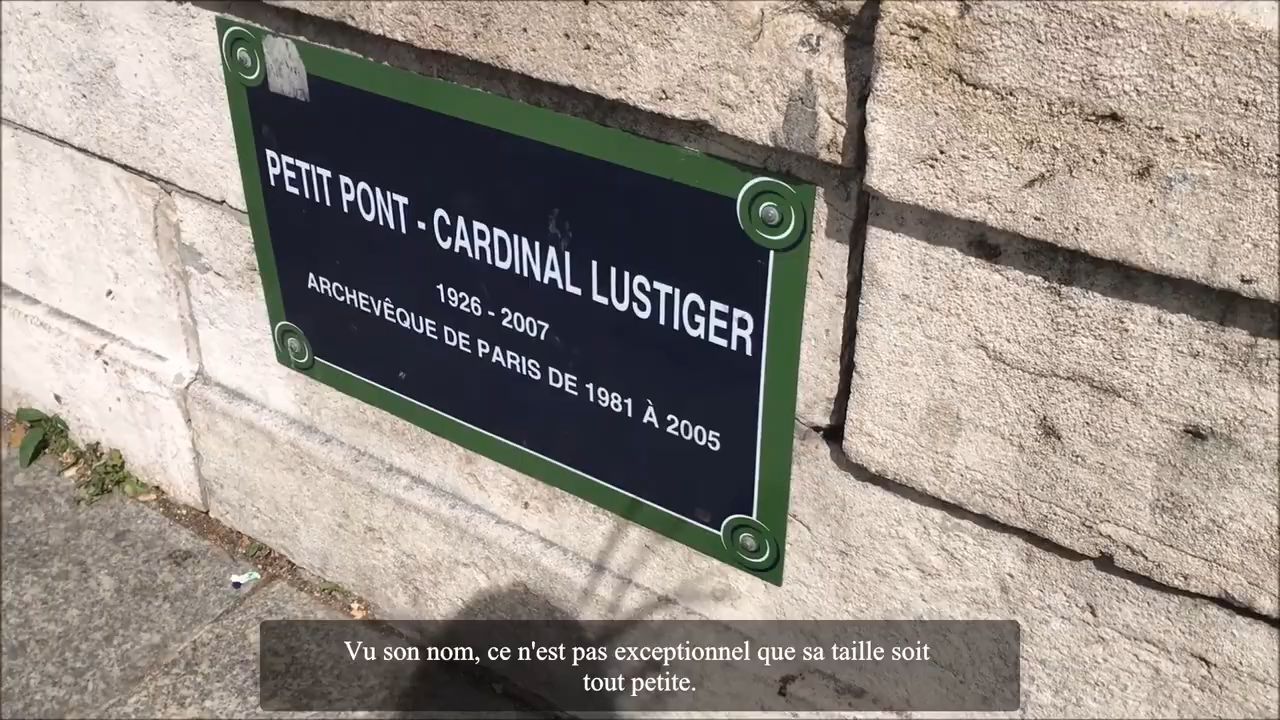 PETIT PONT - CARDINAL LUSTIGER
1926 - 2007
ARCHEVÊQUE DE PARIS DE 1981 À 2005
Vu son nom, ce n'est pas exceptionnel que sa taille soit
tout petite.